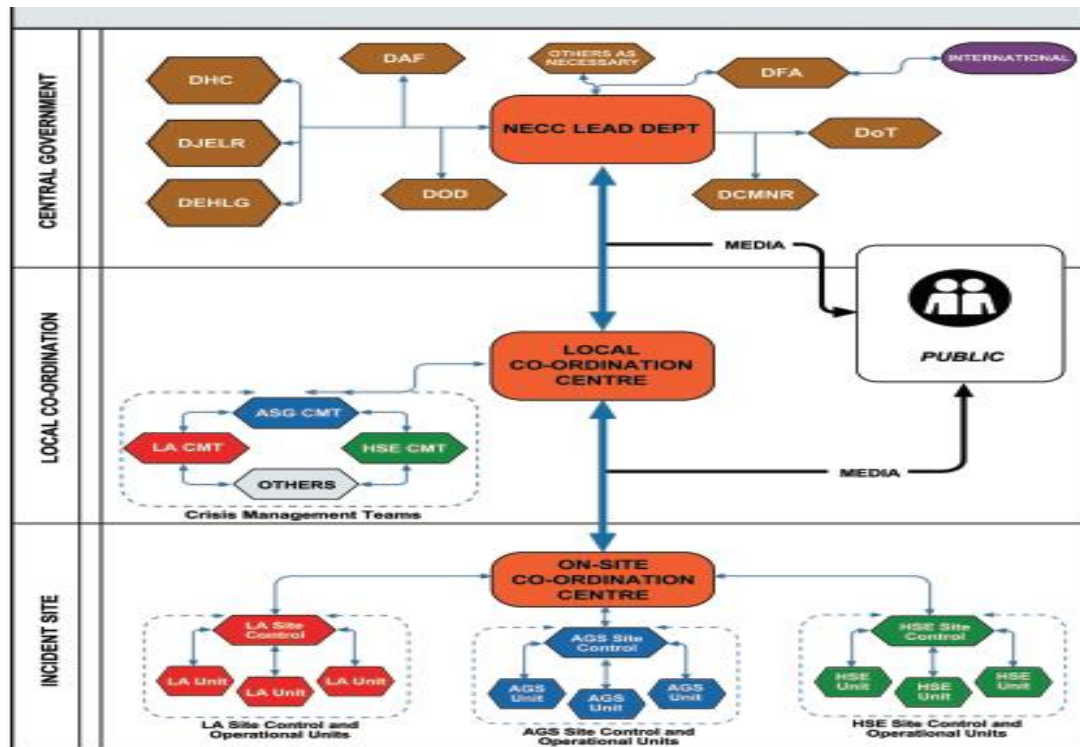 CENTRAL GOVERNMENT
DHC
DAF
OTHERS AS
NECESSARY
DFA
INTERNATIONAL
DJELR
NECC LEAD DEPT
DoT
DEHLG
DOD
DCMNR
MEDIA
LOCAL CO-ORDINATION
LOCAL
CO-ORDINATION
CENTRE
PUBLIC
ASG CMT
LA CMT
HSE CMT
OTHERS
Crisis Management Teams
MEDIA
INCIDENT SITE
ON-SITE
CO-ORDINATION
CENTRE
LA Site
Control
LA Unit
LA Unit
LA Unit
LA Site Control and
Operational Units
AGS Site
Control
AGS
Unit
AGS
Unit
AGS
Unit
AGS Site Control and
Operational Units
HSE Site
Control
HSE
Unit
HSE
Unit
HSE
Unit
HSE Site Control and
Operational Units